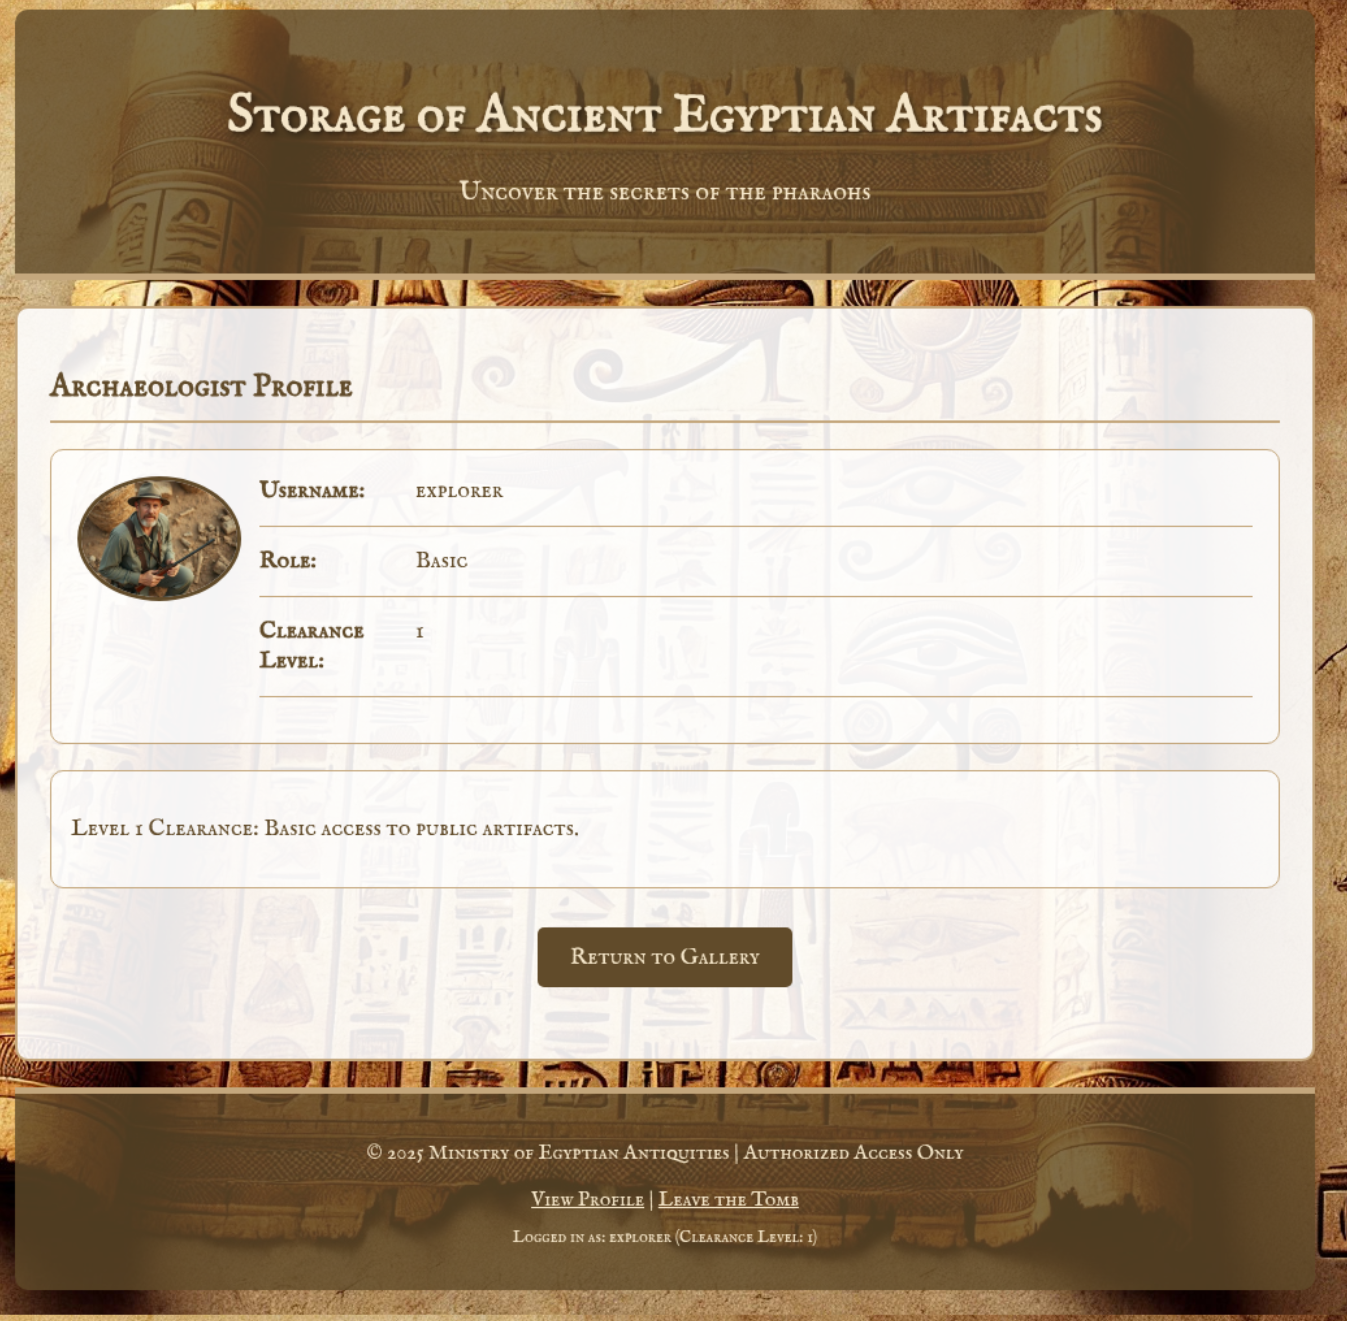 Storage of Ancient Egyptian Artifacts
Uncover the secrets of the pharaohs
Archaeologist Profile
Username: explorer
Role: Basic
Clearance Level: 1
Level 1 Clearance: Basic access to public artifacts.
Return to Gallery
© 2025 Ministry of Egyptian Antiquities | Authorized Access Only
View Profile | Leave the Tomb
Logged in as: explorer (Clearance Level: 1)